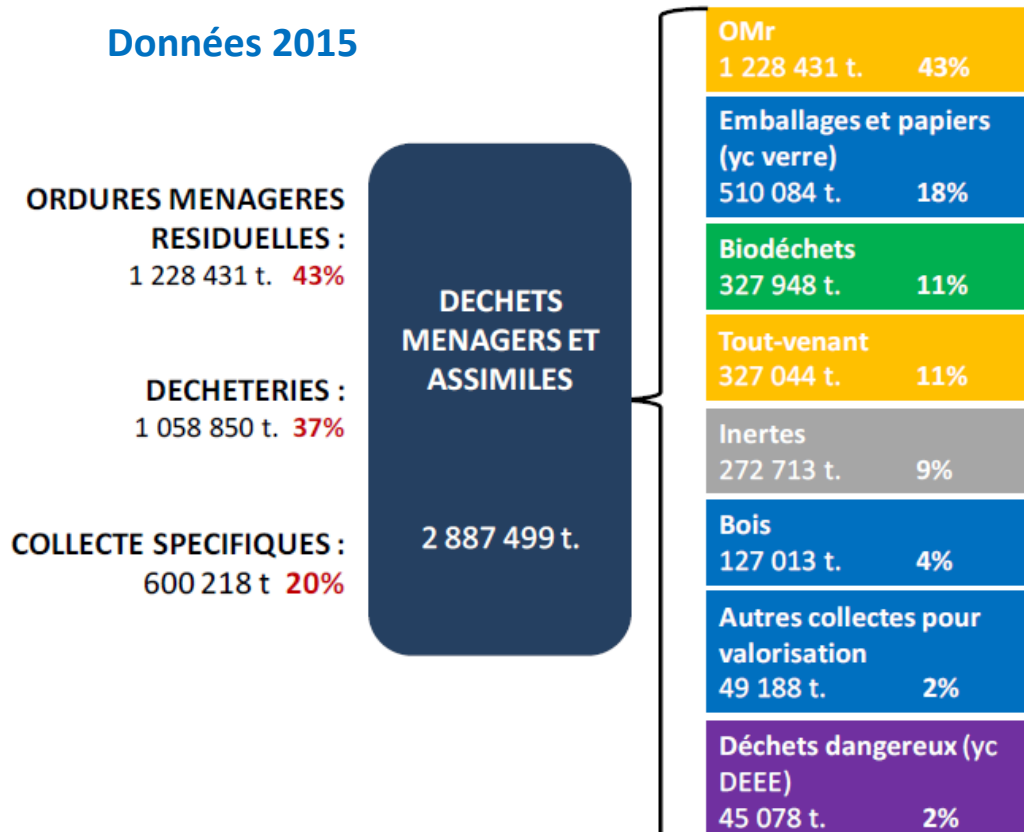 Données 2015
ORDURES MENAGERES
RESIDUELLES :
1 228 431 t. 43%
DECHETERIES :
1 058 850 t. 37%
COLLECTE SPECIFIQUES :
600 218 t 20%
DECHETS
MENAGERS ET
ASSIMILES
2 887 499 t.
OMr
1 228 431 t. 43%
Emballages et papiers
(yc verre)
510 084 t. 18%
Biodéchets
327 948 t. 11%
Tout-venant
327 044 t. 11%
Inertes
272 713 t. 9%
Bois
127 013 t. 4%
Autres collectes pour
valorisation
49 188 t. 2%
Déchets dangereux (yc
DEEE)
45 078 t. 2%